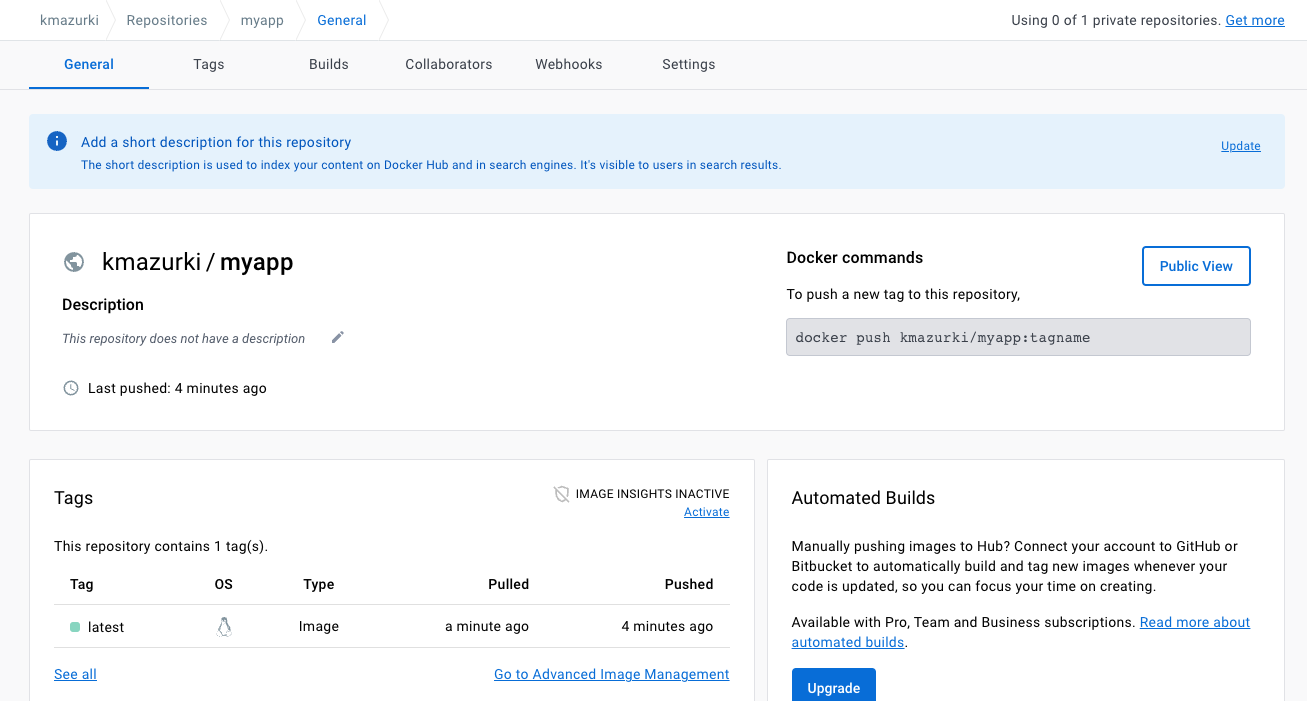 kmazurki Repositories myapp General Using 0 of 1 private repositories. Get more
General Tags Builds Collaborators Webhooks Settings
Add a short description for this repository
The short description is used to index your content on Docker Hub and in search engines. It's visible to users in search results.
Update
kmazurki / myapp
Description
This repository does not have a description
Last pushed: 4 minutes ago
Docker commands
Public View
To push a new tag to this repository,
docker push kmazurki/myapp:tagname
Tags
IMAGE INSIGHTS INACTIVE
Activate
This repository contains 1 tag(s).
Tag OS Type Pulled Pushed
latest Image a minute ago 4 minutes ago
See all Go to Advanced Image Management
Automated Builds
Manually pushing images to Hub? Connect your account to GitHub or
Bitbucket to automatically build and tag new images whenever your
code is updated, so you can focus your time on creating.
Available with Pro, Team and Business subscriptions. Read more about
automated builds.
Upgrade